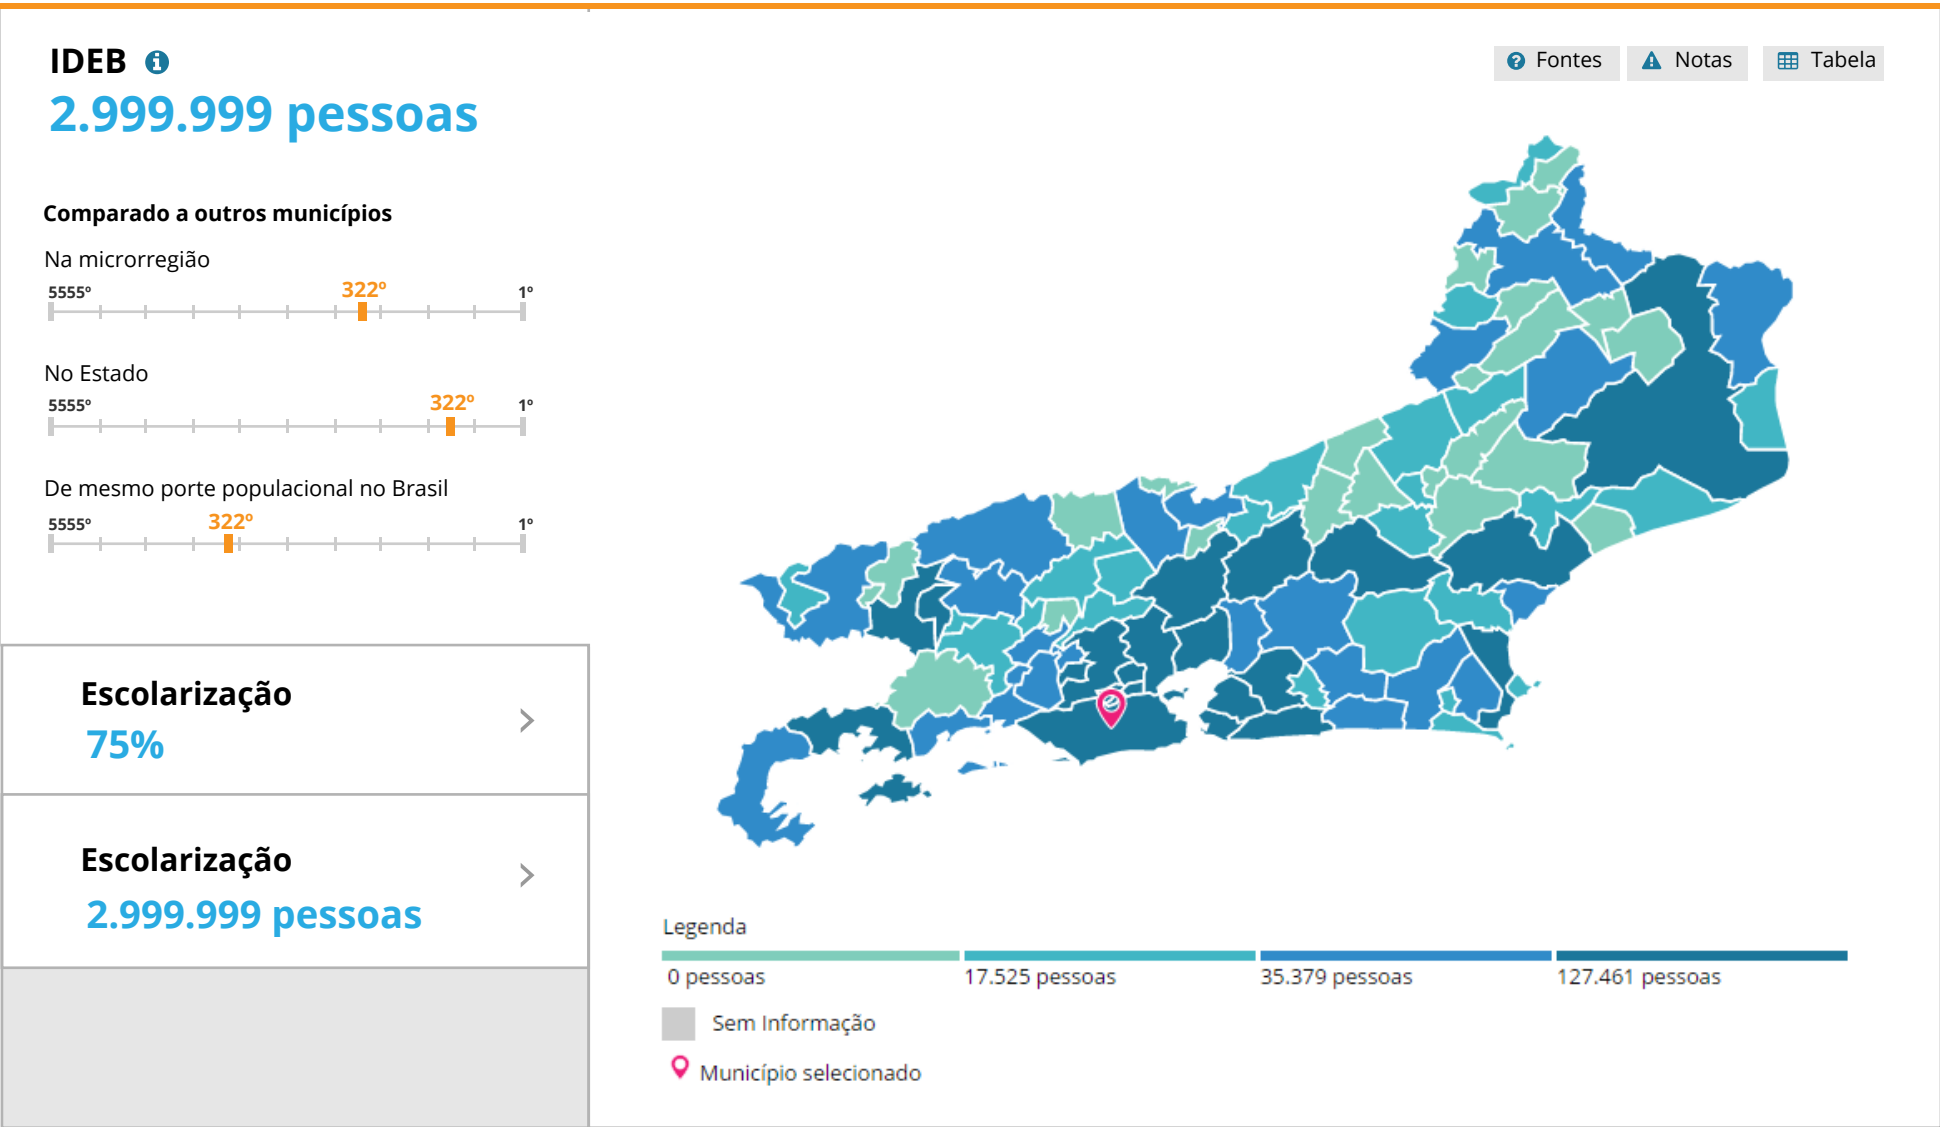 IDEB
2.999.999 pessoas
Fontes
Notas
Tabela
Comparado a outros municípios
Na microrregião
5555º
322º
1º
No Estado
5555º
322º
1º
De mesmo porte populacional no Brasil
5555º
322º
1º
Escolarização
75%
Escolarização
2.999.999 pessoas
Legenda
0 pessoas
17.525 pessoas
35.379 pessoas
127.461 pessoas
Sem Informação
Município selecionado